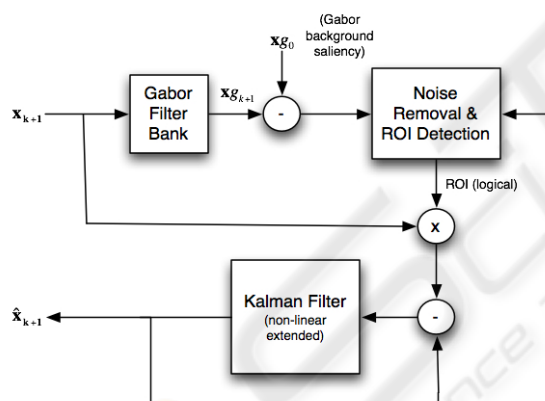 (Gabor
background
saliency)
xg₀
Gabor
Filter
Bank
xgₖ₊₁
xₖ₊₁
-
Noise
Removal &
ROI Detection
ROI (logical)
x
Kalman Filter
(non-linear
extended)
-
x̂ₖ₊₁